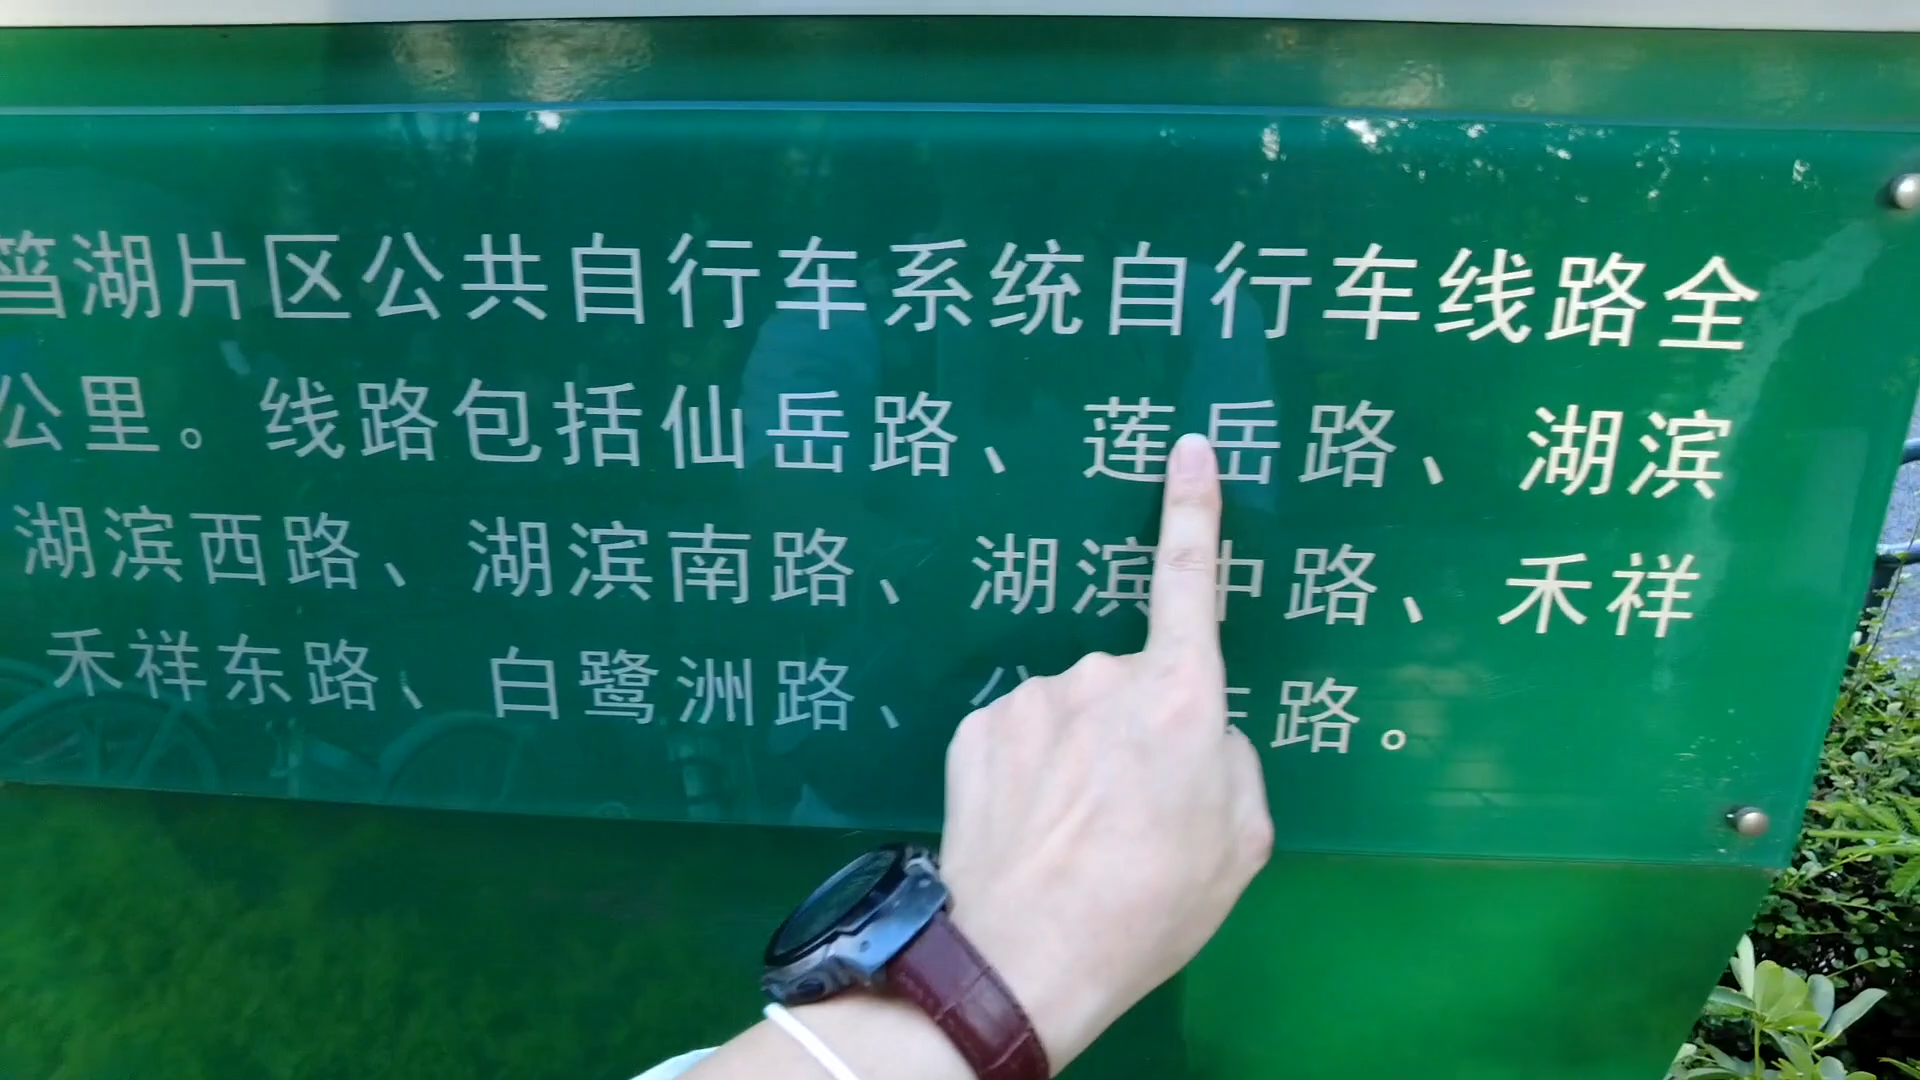 筜湖片区公共自行车系统自行车线路全
公里。线路包括仙岳路、莲岳路、湖滨
湖滨西路、湖滨南路、湖滨中路、禾祥
禾祥东路、白鹭洲路、路。